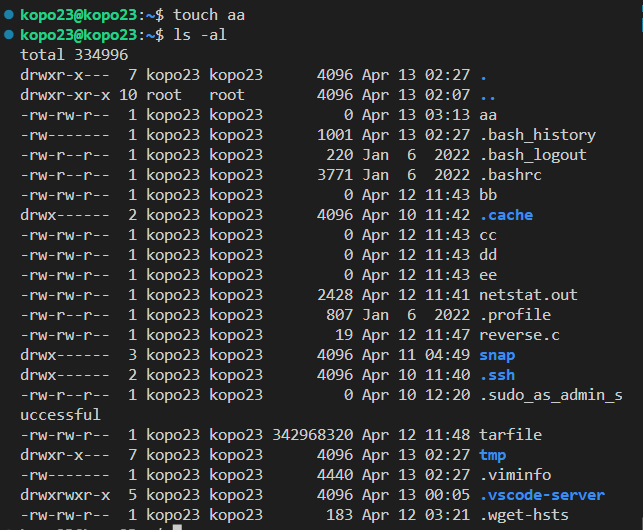 kopo23@kopo23:~$ touch aa
kopo23@kopo23:~$ ls -al
total 334996
drwxr-x---  7 kopo23 kopo23      4096 Apr 13 02:27 .
drwxr-xr-x 10 root   root        4096 Apr 13 02:07 ..
-rw-rw-r--  1 kopo23 kopo23         0 Apr 13 03:13 aa
-rw-------  1 kopo23 kopo23      1001 Apr 13 02:27 .bash_history
-rw-r--r--  1 kopo23 kopo23       220 Jan  6  2022 .bash_logout
-rw-r--r--  1 kopo23 kopo23      3771 Jan  6  2022 .bashrc
-rw-rw-r--  1 kopo23 kopo23         0 Apr 12 11:43 bb
drwx------  2 kopo23 kopo23      4096 Apr 10 11:42 .cache
-rw-rw-r--  1 kopo23 kopo23         0 Apr 12 11:43 cc
-rw-rw-r--  1 kopo23 kopo23         0 Apr 12 11:43 dd
-rw-rw-r--  1 kopo23 kopo23         0 Apr 12 11:43 ee
-rw-rw-r--  1 kopo23 kopo23      2428 Apr 12 11:41 netstat.out
-rw-r--r--  1 kopo23 kopo23       807 Jan  6  2022 .profile
-rw-rw-r--  1 kopo23 kopo23        19 Apr 12 11:47 reverse.c
drwx------  3 kopo23 kopo23      4096 Apr 11 04:49 snap
drwx------  2 kopo23 kopo23      4096 Apr 10 11:40 .ssh
-rw-r--r--  1 kopo23 kopo23         0 Apr 10 12:20 .sudo_as_admin_s
uccessful
-rw-rw-r--  1 kopo23 kopo23 342968320 Apr 12 11:48 tarfile
drwxr-x---  7 kopo23 kopo23      4096 Apr 13 02:27 tmp
-rw-------  1 kopo23 kopo23      4440 Apr 13 02:27 .viminfo
drwxrwxr-x  5 kopo23 kopo23      4096 Apr 13 00:05 .vscode-server
-rw-rw-r--  1 kopo23 kopo23       183 Apr 12 03:21 .wget-hsts